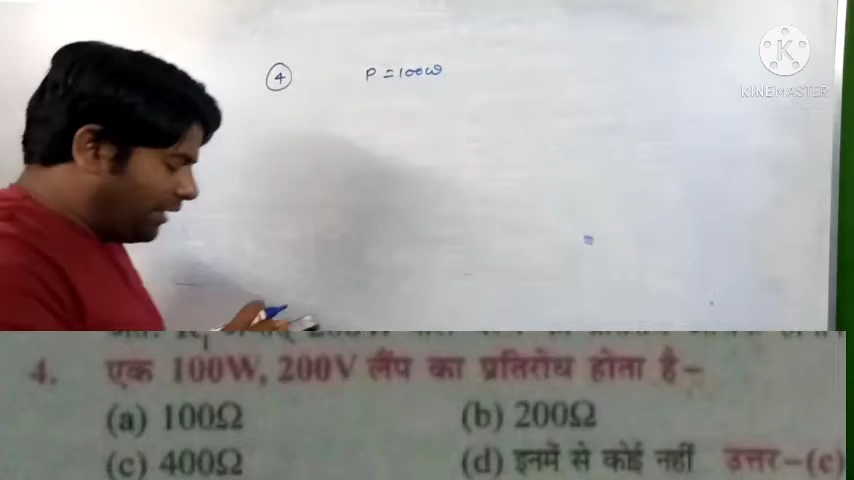 ④ P = 100W
KINEMASTER
4. एक 100W, 200V लैंप का प्रतिरोध होता है–
(a) 100Ω (b) 200Ω
(c) 400Ω (d) इनमें से कोई नहीं उत्तर–(c)